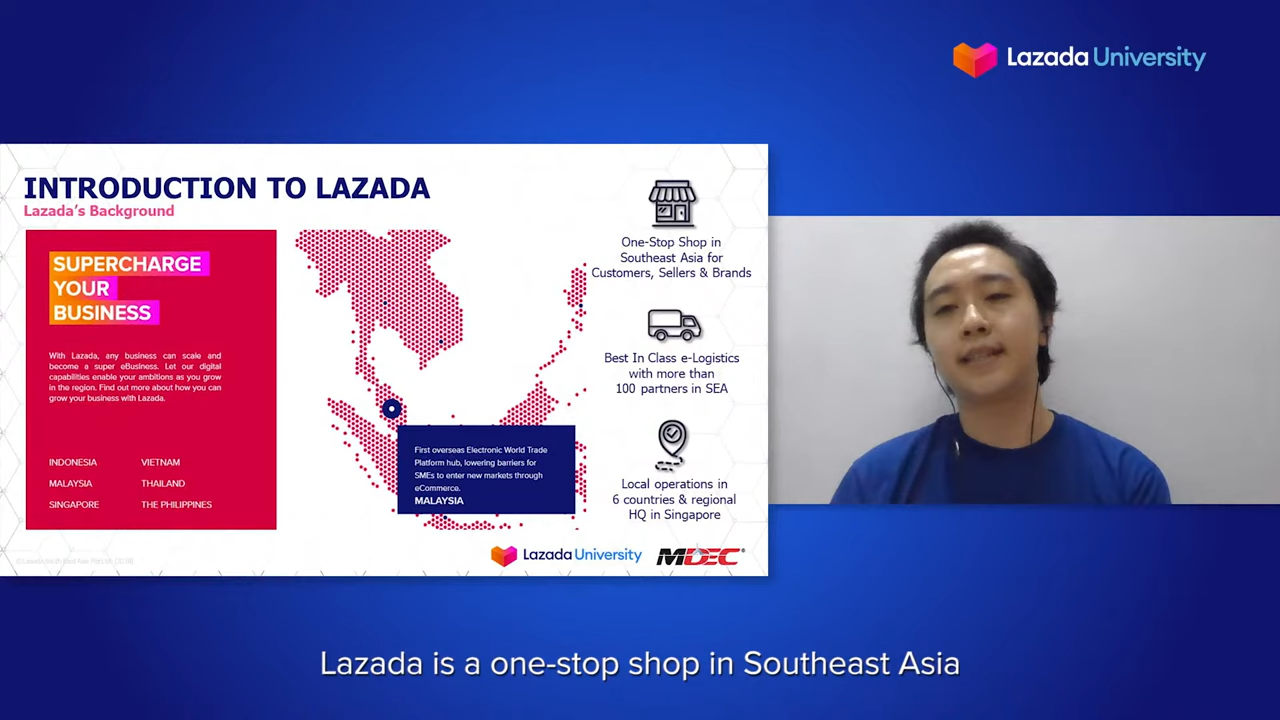 Lazada University
INTRODUCTION TO LAZADA
Lazada's Background
SUPERCHARGE
YOUR
BUSINESS
With Lazada, any business can scale and
become a super eBusiness. Let our digital
capabilities enable your ambitions as you grow
in the region. Find out more about how you can
grow your business with Lazada.
INDONESIA
VIETNAM
MALAYSIA
THAILAND
SINGAPORE
THE PHILIPPINES
First overseas Electronic World Trade
Platform hub, lowering barriers for
SMEs to enter new markets through
eCommerce.
MALAYSIA
One-Stop Shop in
Southeast Asia for
Customers, Sellers & Brands
Best In Class e-Logistics
with more than
100 partners in SEA
Local operations in
6 countries & regional
HQ in Singapore
Lazada University
MDEC
Lazada is a one-stop shop in Southeast Asia